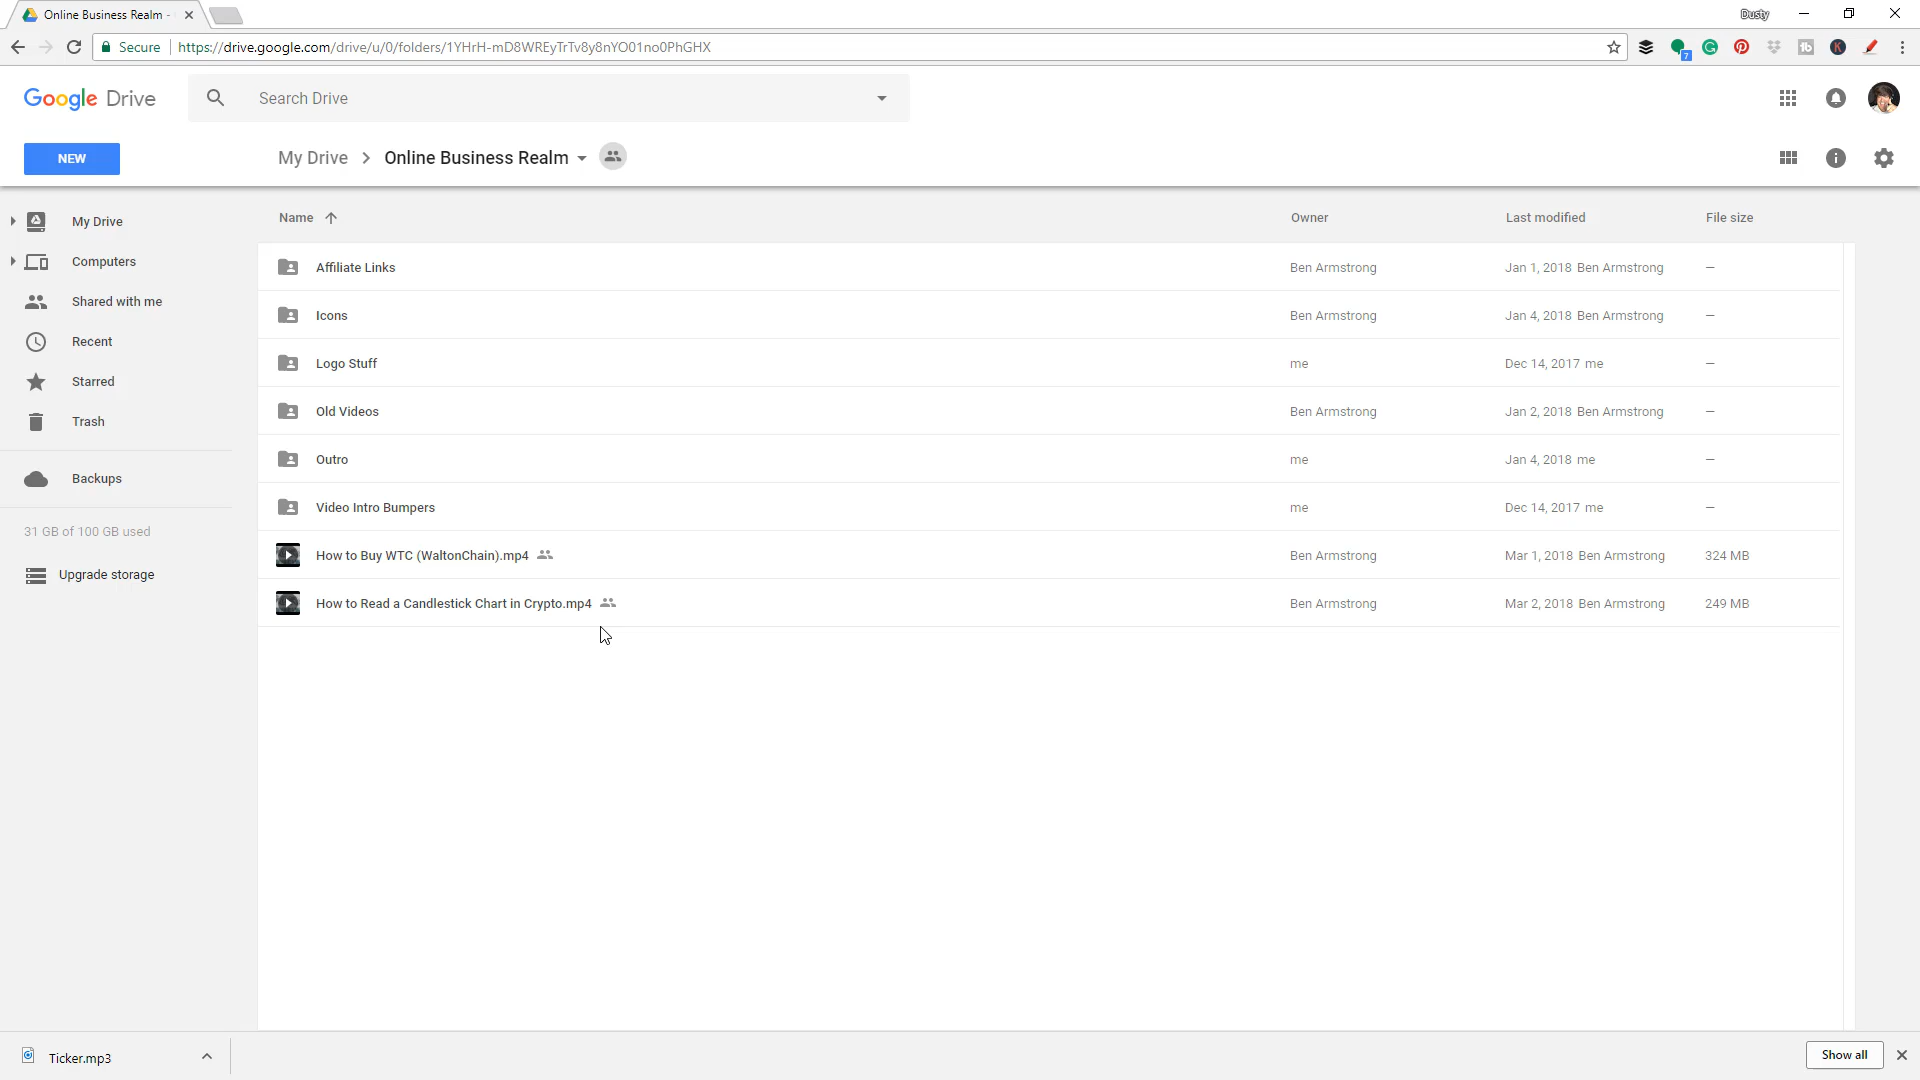 Online Business Realm -
Dusty
Secure https://drive.google.com/drive/u/0/folders/1YHrH-mD8WREyTrTv8y8nYO01no0PhGHX
7
Google Drive
Search Drive
NEW
My Drive > Online Business Realm
My Drive
Computers
Shared with me
Recent
Starred
Trash
Backups
31 GB of 100 GB used
Upgrade storage
Name Owner Last modified File size
Affiliate Links Ben Armstrong Jan 1, 2018 Ben Armstrong —
Icons Ben Armstrong Jan 4, 2018 Ben Armstrong —
Logo Stuff me Dec 14, 2017 me —
Old Videos Ben Armstrong Jan 2, 2018 Ben Armstrong —
Outro me Jan 4, 2018 me —
Video Intro Bumpers me Dec 14, 2017 me —
How to Buy WTC (WaltonChain).mp4 Ben Armstrong Mar 1, 2018 Ben Armstrong 324 MB
How to Read a Candlestick Chart in Crypto.mp4 Ben Armstrong Mar 2, 2018 Ben Armstrong 249 MB
Ticker.mp3
Show all